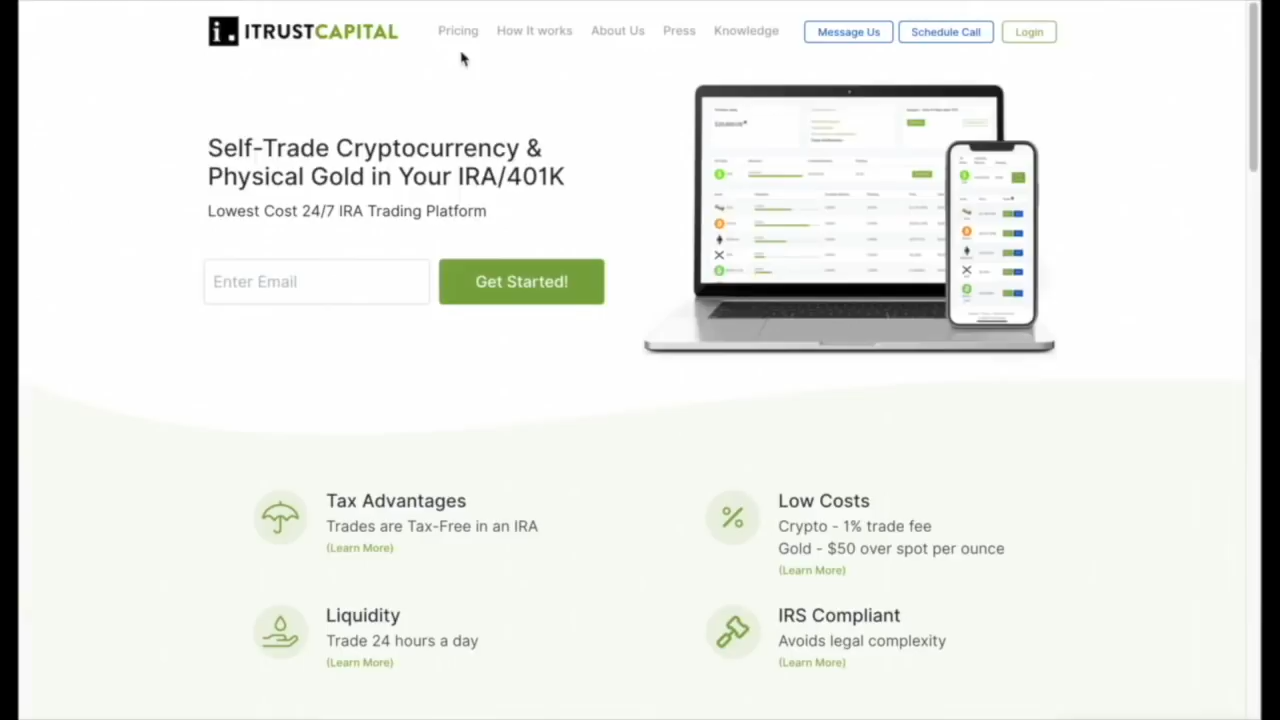 i. ITRUSTCAPITAL
Pricing
How It works
About Us
Press
Knowledge
Message Us
Schedule Call
Login
Self-Trade Cryptocurrency &
Physical Gold in Your IRA/401K
Lowest Cost 24/7 IRA Trading Platform
Enter Email
Get Started!
Tax Advantages
Trades are Tax-Free in an IRA
(Learn More)
Low Costs
Crypto - 1% trade fee
Gold - $50 over spot per ounce
(Learn More)
Liquidity
Trade 24 hours a day
(Learn More)
IRS Compliant
Avoids legal complexity
(Learn More)